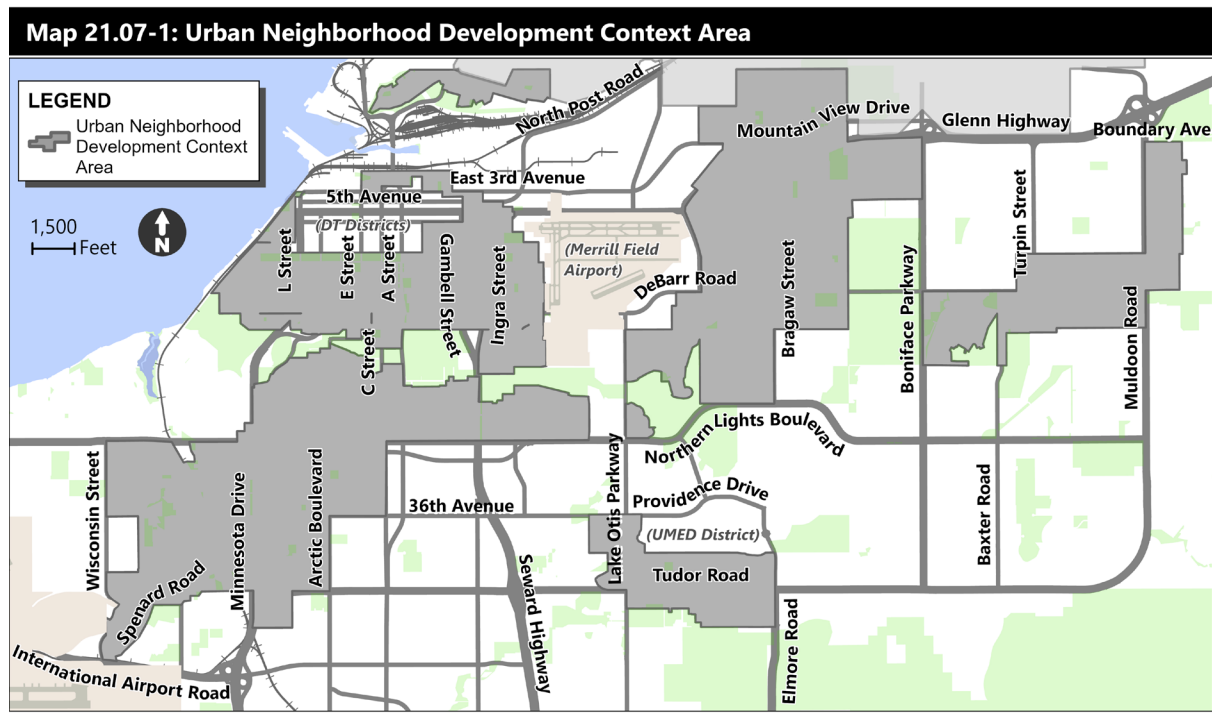 Map 21.07-1: Urban Neighborhood Development Context Area
LEGEND
Urban Neighborhood
Development Context
Area
1,500
Feet
N
North Post Road
Mountain View Drive
Glenn Highway
Boundary Ave
East 3rd Avenue
5th Avenue
(DT Districts)
L Street
E Street
A Street
Gambell Street
Ingra Street
(Merrill Field
Airport)
DeBarr Road
Bragaw Street
Boniface Parkway
Turpin Street
Muldoon Road
C Street
Northern Lights Boulevard
Wisconsin Street
Minnesota Drive
Arctic Boulevard
36th Avenue
Lake Otis Parkway
Providence Drive
(UMED District)
Baxter Road
Spenard Road
Seward Highway
Tudor Road
Elmore Road
International Airport Road